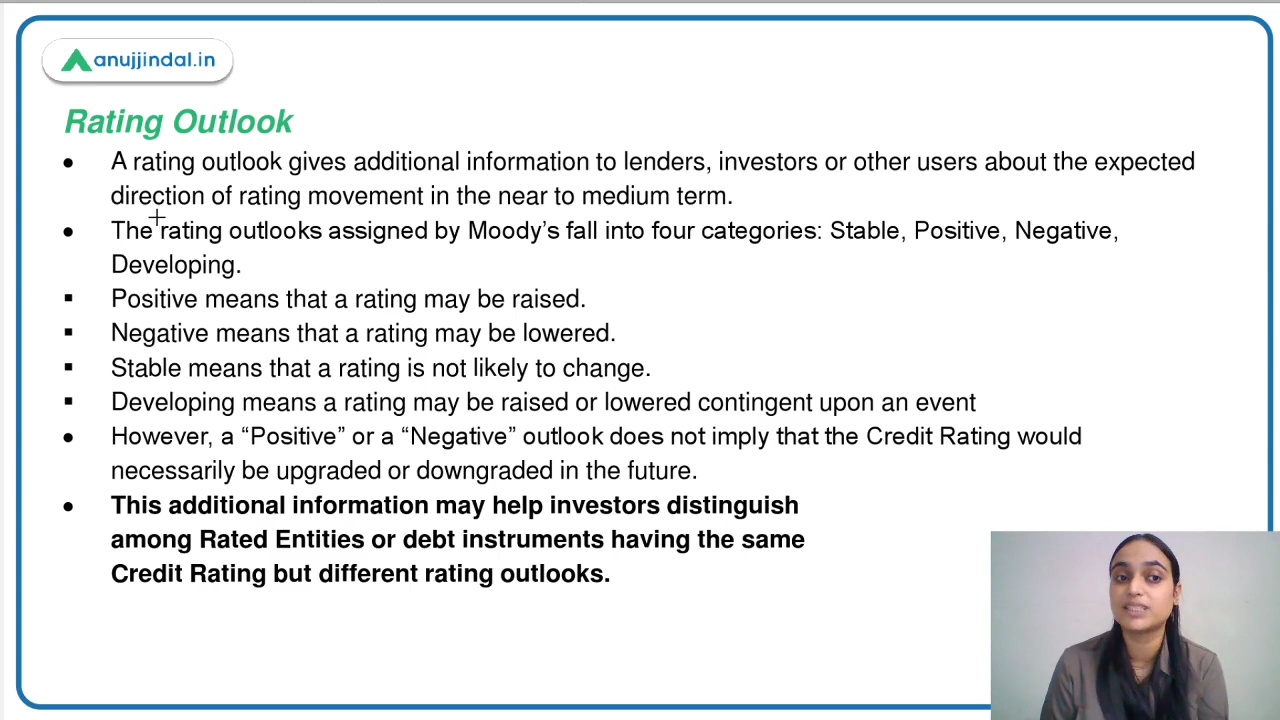 anujjindal.in
Rating Outlook
• A rating outlook gives additional information to lenders, investors or other users about the expected
direction of rating movement in the near to medium term.
• The rating outlooks assigned by Moody’s fall into four categories: Stable, Positive, Negative,
Developing.
▪ Positive means that a rating may be raised.
▪ Negative means that a rating may be lowered.
▪ Stable means that a rating is not likely to change.
▪ Developing means a rating may be raised or lowered contingent upon an event
• However, a “Positive” or a “Negative” outlook does not imply that the Credit Rating would
necessarily be upgraded or downgraded in the future.
• This additional information may help investors distinguish
among Rated Entities or debt instruments having the same
Credit Rating but different rating outlooks.